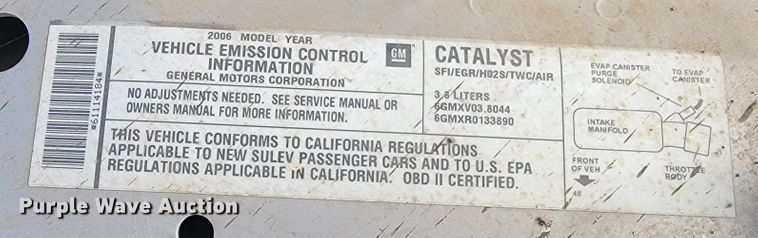 2006 MODEL YEAR
VEHICLE EMISSION CONTROL
INFORMATION
GENERAL MOTORS CORPORATION
GM
NO ADJUSTMENTS NEEDED. SEE SERVICE MANUAL OR
OWNERS MANUAL FOR MORE INFORMATION.
CATALYST
SFI/EGR/HO2S/TWC/AIR
3.8 LITERS
6GMXV03.8044
6GMXR0133890
THIS VEHICLE CONFORMS TO CALIFORNIA REGULATIONS
APPLICABLE TO NEW SULEV PASSENGER CARS AND TO U.S. EPA
REGULATIONS APPLICABLE IN CALIFORNIA. OBD II CERTIFIED.
*61114184*
EVAP CANISTER
PURGE
SOLENOID
TO EVAP
CANISTER
INTAKE
MANIFOLD
FRONT
OF VEH
THROTTLE
BODY
46
Purple Wave Auction